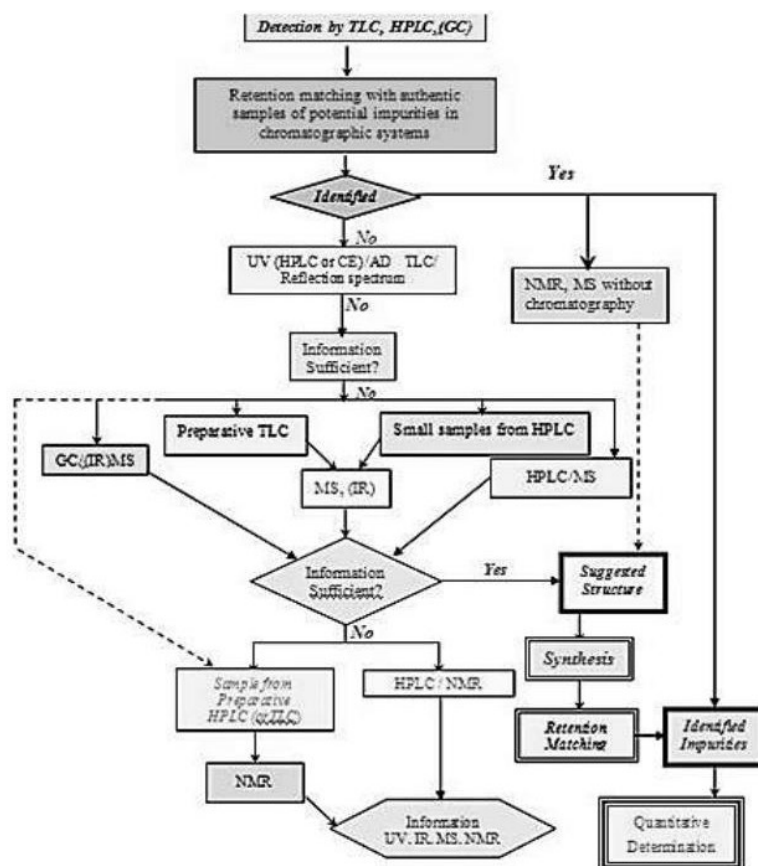 Detection by TLC, HPLC,(GC)
Retention matching with authentic
samples of potential impurities in
chromatographic systems
Yes
Identified
No
UV (HPLC or CE)/AD TLC/
Reflection spectrum
NMR, MS without
chromatography
No
Information
Sufficient?
No
Preparative TLC
Small samples from HPLC
GC/(IR)MS
MS, (IR)
HPLC/MS
Information
Sufficient?
Yes
Suggested
Structure
No
Synthesis
Sample from
Preparative
HPLC (or TLC)
HPLC / NMR
Retention
Matching
Identified
Impurities
NMR
Information
UV, IR, MS, NMR
Quantitative
Determination